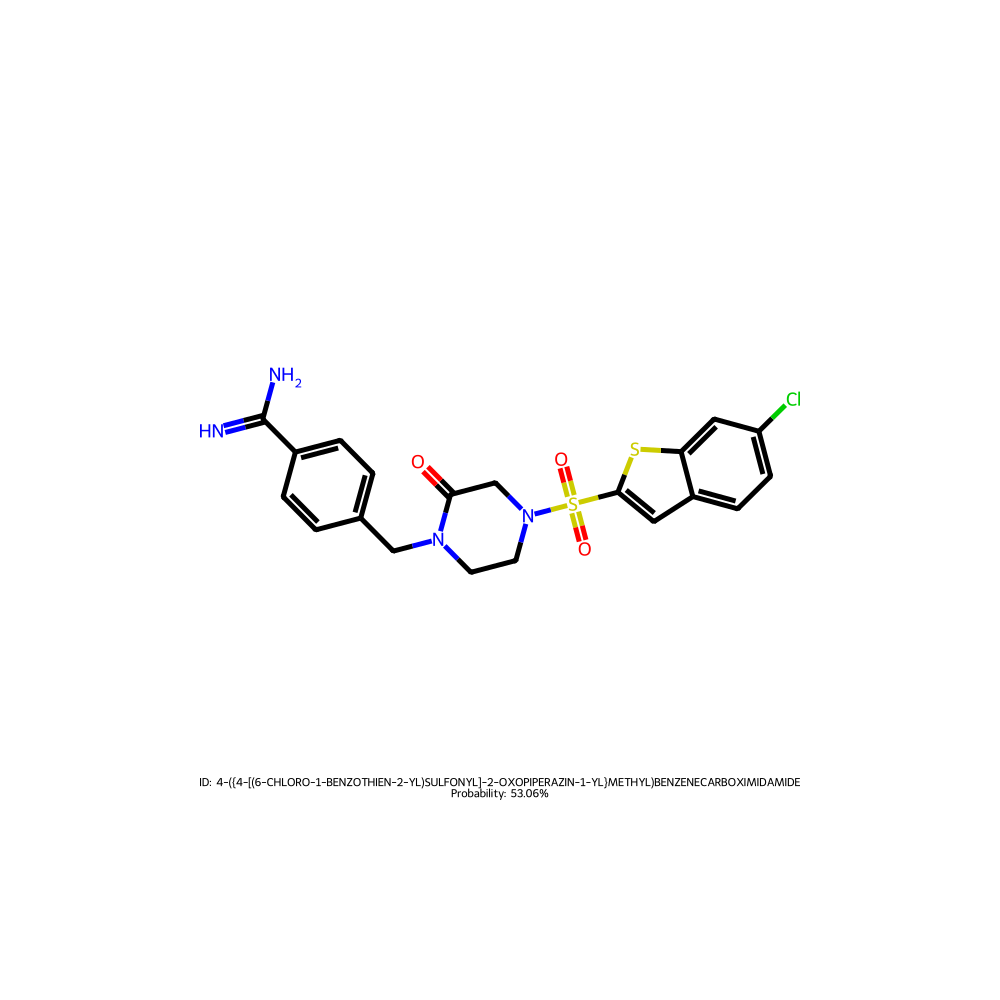 Cl
NH2
HN
O
O
S
S
N
N
O
ID: 4-({4-[(6-CHLORO-1-BENZOTHIEN-2-YL)SULFONYL]-2-OXOPIPERAZIN-1-YL}METHYL)BENZENECARBOXIMIDAMIDE
Probability: 53.06%